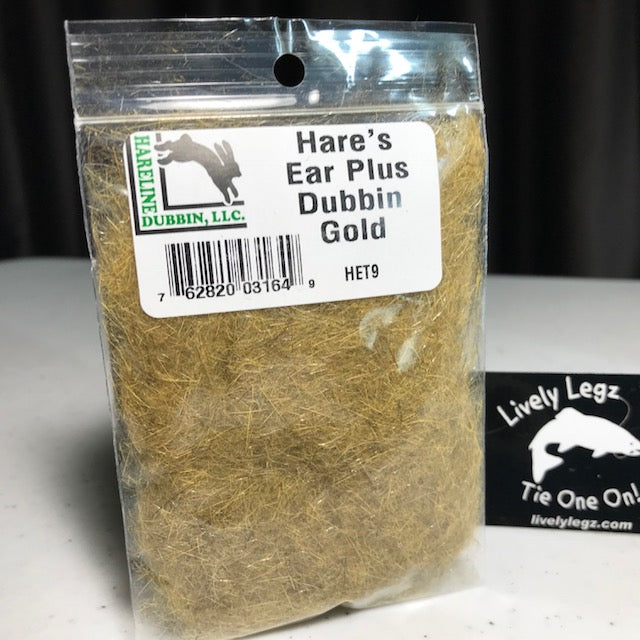 HARELINE
DUBBIN, LLC.
Hare's
Ear Plus
Dubbin
Gold
HET9
7 62820 03164 9
Lively Legz
Tie One On!
livelylegz.com